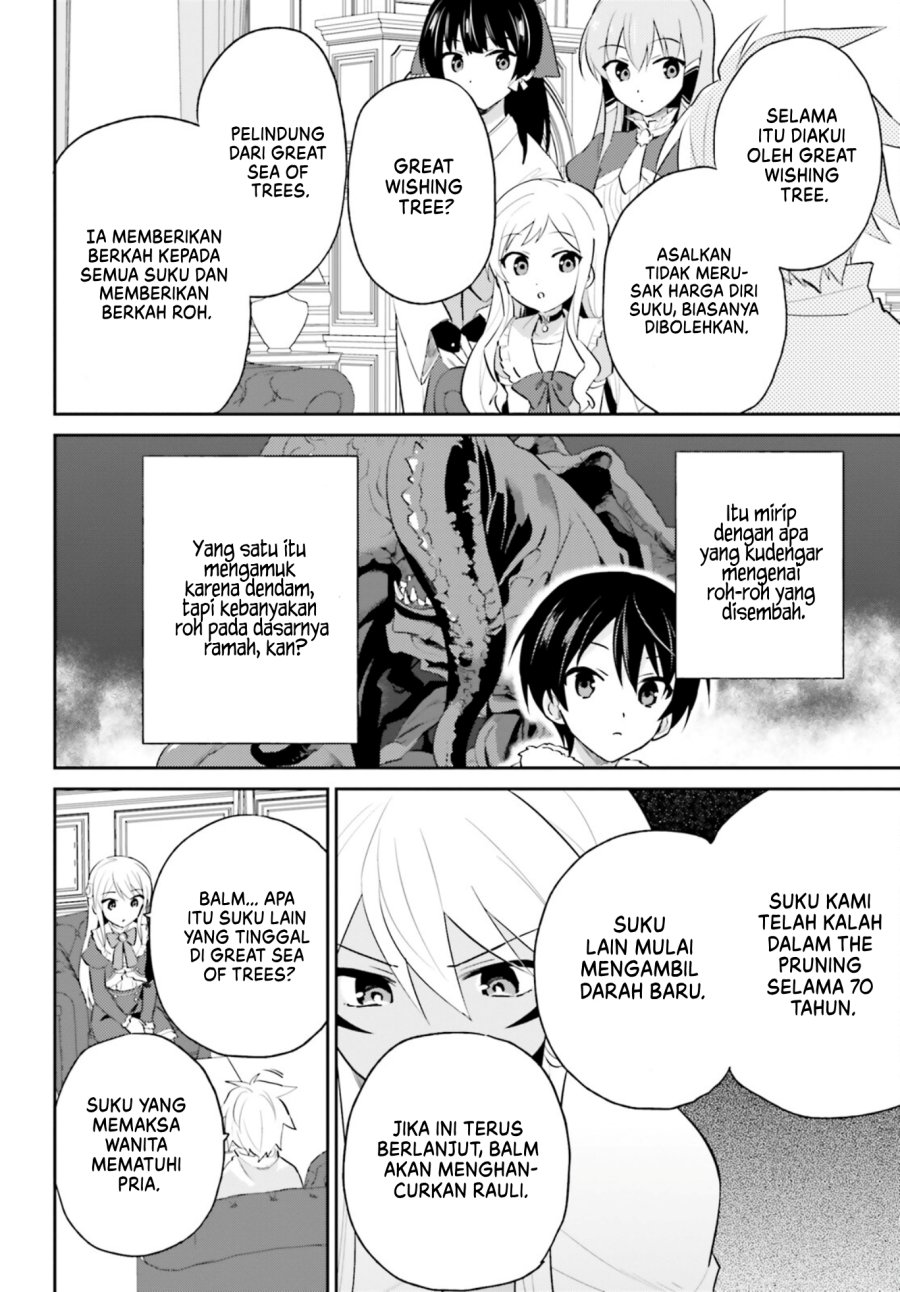 SELAMA
ITU DIAKUI
OLEH GREAT
WISHING
TREE.
ASALKAN
TIDAK MERU-
SAK HARGA DIRI
SUKU, BIASANYA
DIBOLEHKAN.
GREAT
WISHING
TREE?
PELINDUNG
DARI GREAT
SEA OF
TREES.
IA MEMBERIKAN
BERKAH KEPADA
SEMUA SUKU DAN
MEMBERIKAN
BERKAH ROH.
Itu mirip
dengan apa
yang kudengar
mengenai
roh-roh yang
disembah.
Yang satu itu
mengamuk
karena dendam,
tapi kebanyakan
roh pada dasarnya
ramah, kan?
SUKU KAMI
TELAH KALAH
DALAM THE
PRUNING
SELAMA 70
TAHUN.
SUKU
LAIN MULAI
MENGAMBIL
DARAH BARU.
JIKA INI TERUS
BERLANJUT, BALM
AKAN MENGHAN-
CURKAN RAULI.
BALM... APA
ITU SUKU LAIN
YANG TINGGAL
DI GREAT SEA
OF TREES?
SUKU YANG
MEMAKSA
WANITA
MEMATUHI
PRIA.